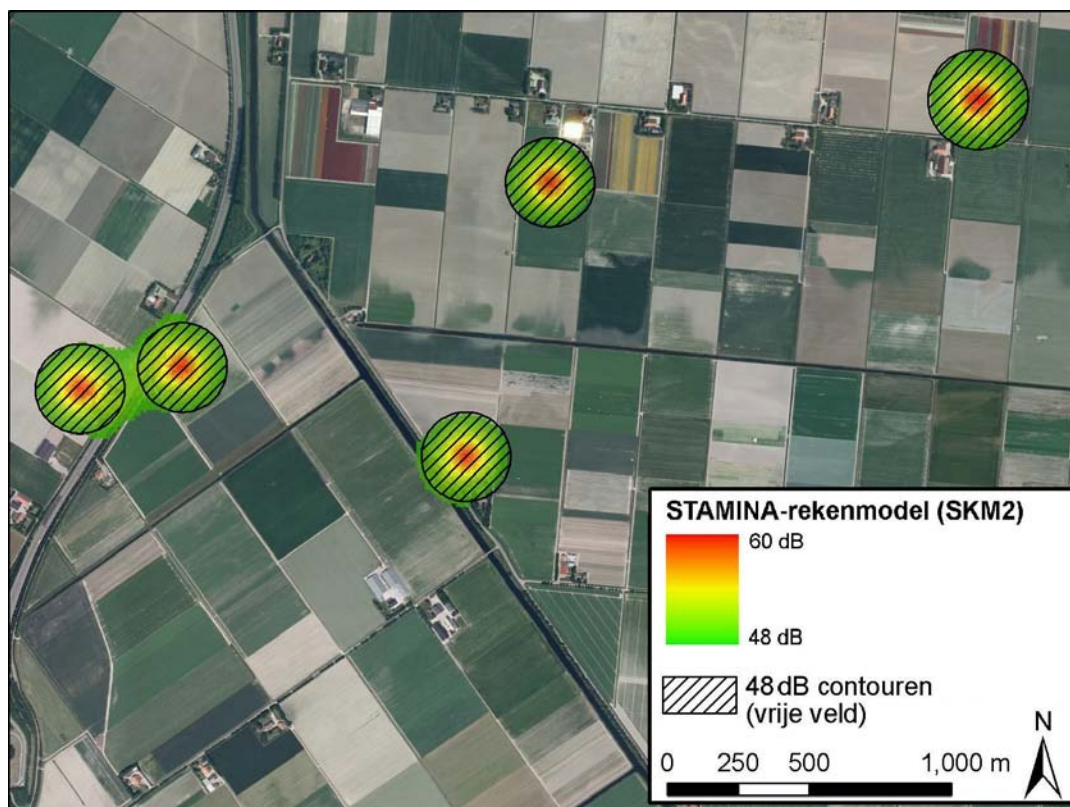 STAMINA-rekenmodel (SKM2)
60 dB
48 dB
48 dB contouren
(vrije veld)
N
0 250 500 1,000 m